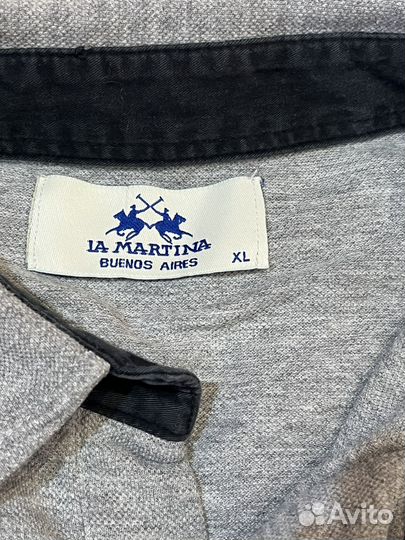 LA MARTINA
BUENOS AIRES
XL
Avito